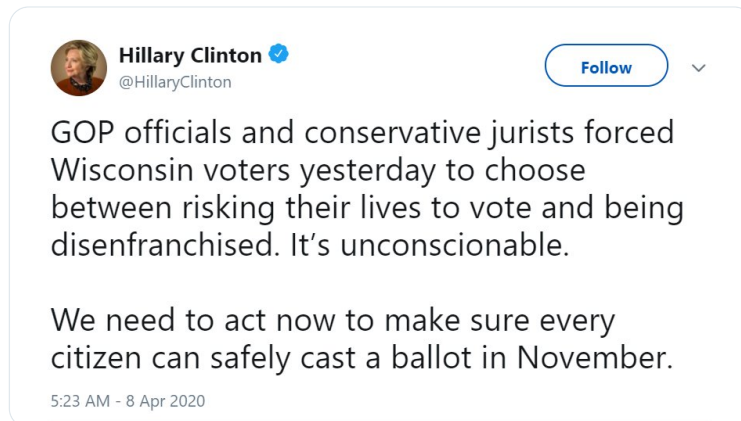 Hillary Clinton
@HillaryClinton
Follow
GOP officials and conservative jurists forced
Wisconsin voters yesterday to choose
between risking their lives to vote and being
disenfranchised. It’s unconscionable.
We need to act now to make sure every
citizen can safely cast a ballot in November.
5:23 AM - 8 Apr 2020